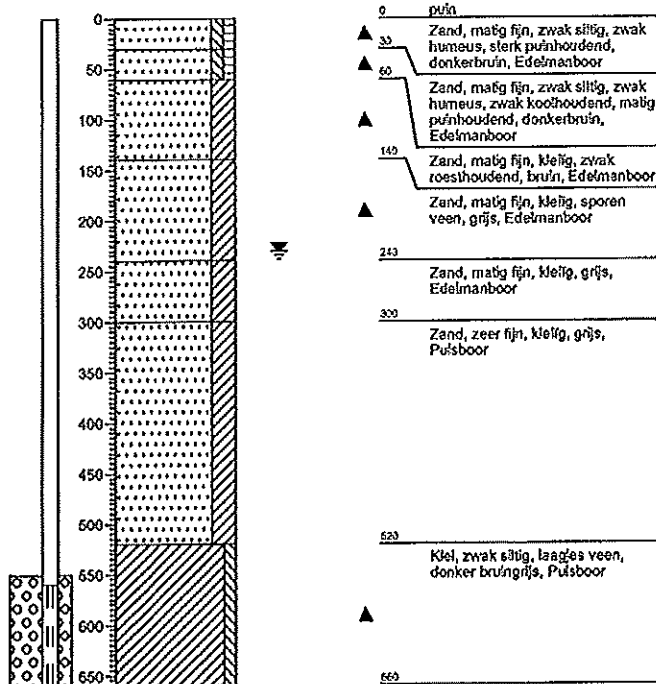 0
50
100
150
200
250
300
350
400
450
500
550
600
650
0 puin
Zand, matig fijn, zwak siltig, zwak
30
humeus, sterk puinhoudend,
donkerbruin, Edelmanboor
60
Zand, matig fijn, zwak siltig, zwak
humeus, zwak koolhoudend, matig
puinhoudend, donkerbruin,
Edelmanboor
140
Zand, matig fijn, kleiig, zwak
roesthoudend, bruin, Edelmanboor
Zand, matig fijn, kleiig, sporen
veen, grijs, Edelmanboor
240
Zand, matig fijn, kleiig, grijs,
Edelmanboor
300
Zand, zeer fijn, kleiig, grijs,
Pulsboor
520
Klei, zwak siltig, laagjes veen,
donker bruingrijs, Pulsboor
660